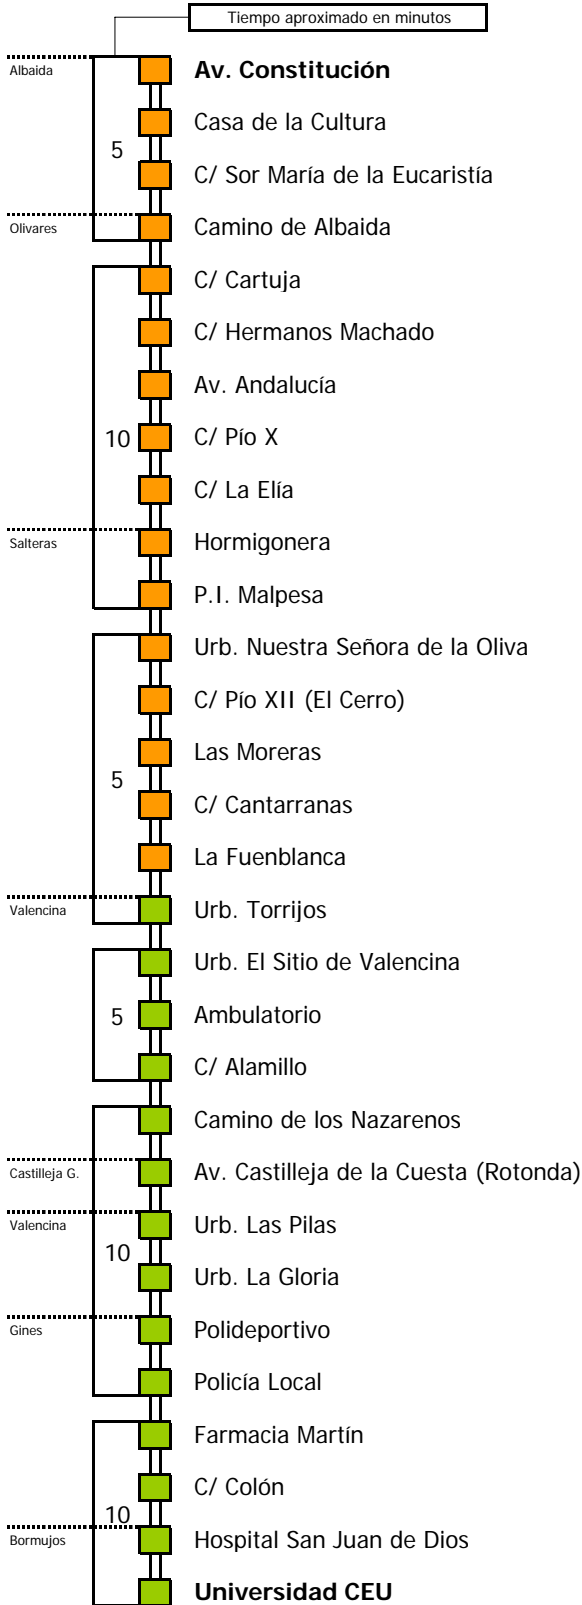 Tiempo aproximado en minutos
Albaida
Av. Constitución
Casa de la Cultura
5
C/ Sor María de la Eucaristía
Olivares
Camino de Albaida
C/ Cartuja
C/ Hermanos Machado
Av. Andalucía
10
C/ Pío X
C/ La Elía
Salteras
Hormigonera
P.I. Malpesa
Urb. Nuestra Señora de la Oliva
C/ Pío XII (El Cerro)
Las Moreras
5
C/ Cantarranas
La Fuenblanca
Valencina
Urb. Torrijos
Urb. El Sitio de Valencina
5
Ambulatorio
C/ Alamillo
Camino de los Nazarenos
Castilleja G.
Av. Castilleja de la Cuesta (Rotonda)
Valencina
Urb. Las Pilas
10
Urb. La Gloria
Gines
Polideportivo
Policía Local
Farmacia Martín
C/ Colón
10
Bormujos
Hospital San Juan de Dios
Universidad CEU